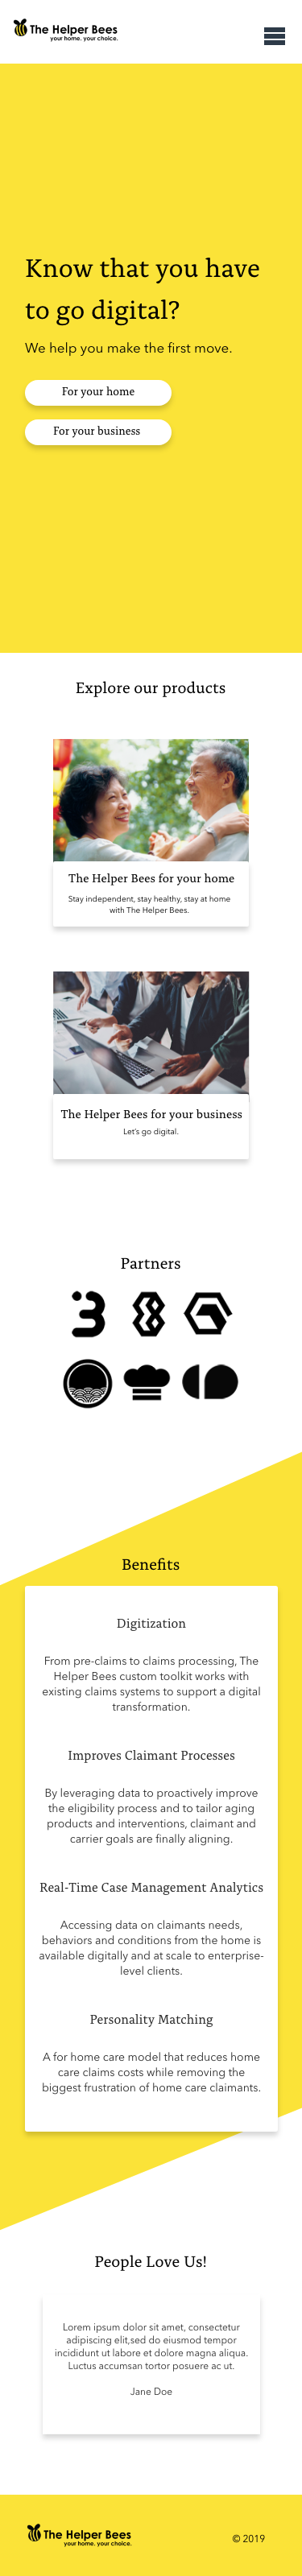 The Helper Bees
your home. your choice.
Know that you have
to go digital?
We help you make the first move.
For your home
For your business
Explore our products
The Helper Bees for your home
Stay independent, stay healthy, stay at home
with The Helper Bees.
The Helper Bees for your business
Let's go digital.
Partners
Benefits
Digitization
From pre-claims to claims processing, The
Helper Bees custom toolkit works with
existing claims systems to support a digital
transformation.
Improves Claimant Processes
By leveraging data to proactively improve
the eligibility process and to tailor aging
products and interventions, claimant and
carrier goals are finally aligning.
Real-Time Case Management Analytics
Accessing data on claimants needs,
behaviors and conditions from the home is
available digitally and at scale to enterprise-
level clients.
Personality Matching
A for home care model that reduces home
care claims costs while removing the
biggest frustration of home care claimants.
People Love Us!
Lorem ipsum dolor sit amet, consectetur
adipiscing elit,sed do eiusmod tempor
incididunt ut labore et dolore magna aliqua.
Luctus accumsan tortor posuere ac ut.
Jane Doe
The Helper Bees
your home. your choice.
© 2019